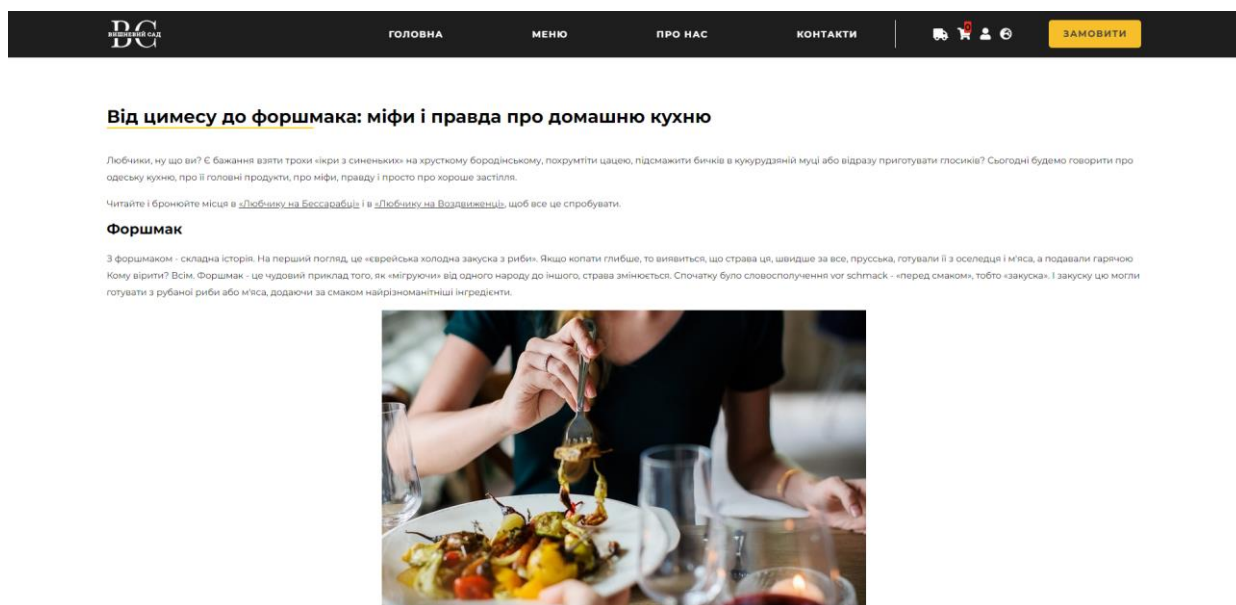 ВС
ВИШНЕВИЙ САД
ГОЛОВНА
МЕНЮ
ПРО НАС
КОНТАКТИ
0
ЗАМОВИТИ
Від цимесу до форшмака: міфи і правда про домашню кухню
Любчики, ну що ви? Є бажання взяти трохи «ікри з синеньких» на хрусткому бородінському, похрумтіти цацею, підсмажити бичків в кукурудзяній муці або відразу приготувати глосиків? Сьогодні будемо говорити про
одеську кухню, про її головні продукти, про міфи, правду і просто про хороше застілля.
Читайте і бронюйте місця в «Любчику на Бессарабці» і в «Любчику на Воздвиженці», щоб все це спробувати.
Форшмак
З форшмаком - складна історія. На перший погляд, це «єврейська холодна закуска з риби». Якщо копати глибше, то виявиться, що страва ця, швидше за все, прусська, готували її з оселедця і м'яса, а подавали гарячою
Кому вірити? Всім. Форшмак - це чудовий приклад того, як «мігруючи» від одного народу до іншого, страва змінюється. Спочатку було словосполучення vor schmack - «перед смаком», тобто «закуска». І закуску цю могли
готувати з рубаної риби або м'яса, додаючи за смаком найрізноманітніші інгредієнти.